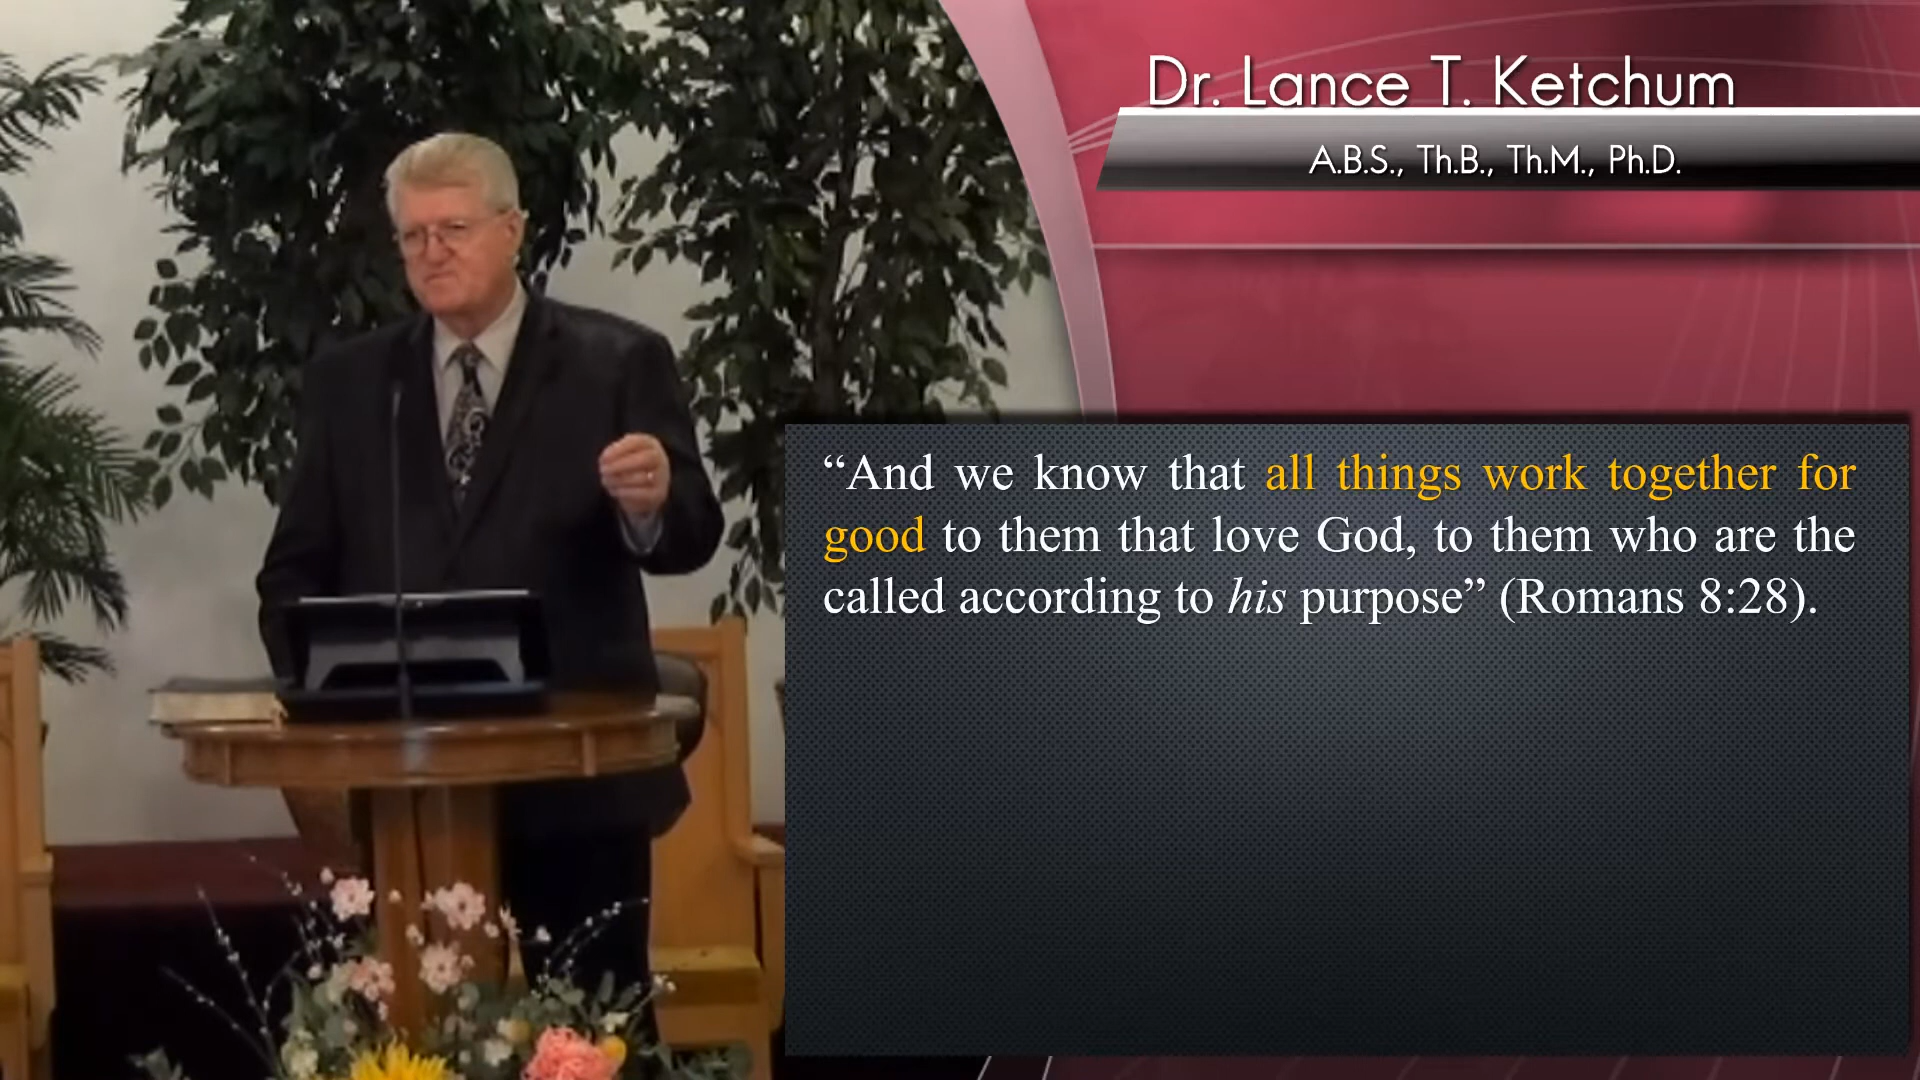 Dr. Lance T. Ketchum
A.B.S., Th.B., Th.M., Ph.D.
“And we know that all things work together for
good to them that love God, to them who are the
called according to his purpose” (Romans 8:28).